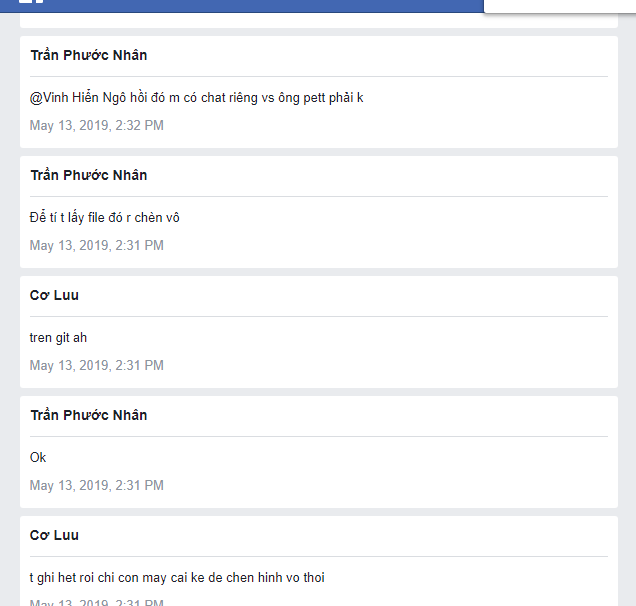 Trần Phước Nhân
@Vinh Hiển Ngô hồi đó m có chat riêng vs ông pett phải k
May 13, 2019, 2:32 PM
Trần Phước Nhân
Để tí t lấy file đó r chèn vô
May 13, 2019, 2:31 PM
Cơ Luu
tren git ah
May 13, 2019, 2:31 PM
Trần Phước Nhân
Ok
May 13, 2019, 2:31 PM
Cơ Luu
t ghi het roi chi con may cai ke de chen hinh vo thoi
May 13, 2019, 2:31 PM